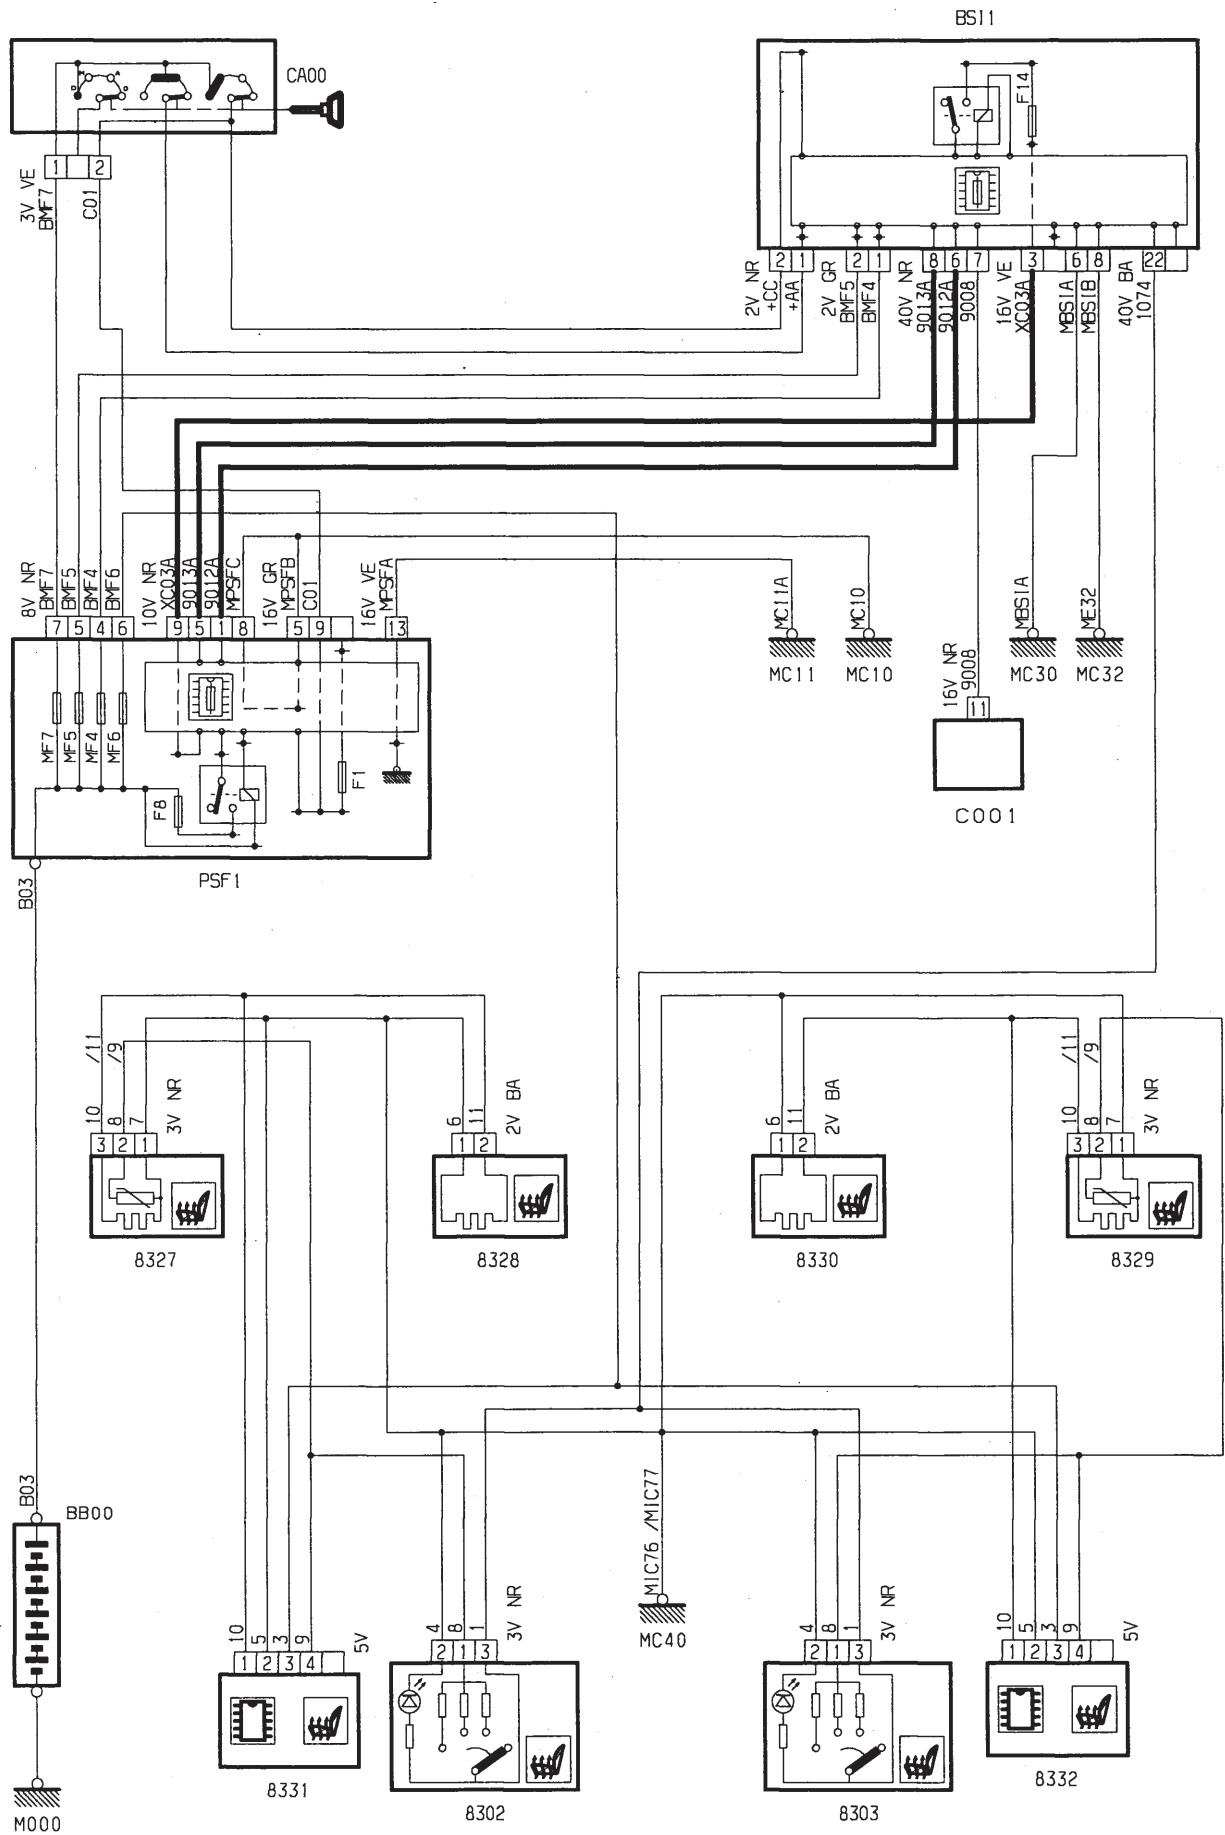 BSI1
CA00
H
A
D
D
F14
1
2
3V VE
BMF7
C01
2
1
2
1
8
6
7
3
6
8
22
2V NR
+CC
+AA
2V GR
BMF5
BMF4
40V NR
9013A
9012A
9008
16V VE
XC03A
MBSIA
MBSIB
40V BA
1074
8V NR
BMF7
BMF5
BMF4
BMF6
10V NR
XC03A
9013A
9012A
MPSFC
16V GR
MPSFB
C01
16V VE
MPSFA
7
5
4
6
9
5
1
8
5
9
13
MC11A
MC10
MBSIA
ME32
MC11
MC10
MC30
MC32
16V NR
9008
11
C001
MF7
MF5
MF4
MF6
F8
F1
PSF1
B03
/11
/9
10
8
7
3V NR
3
2
1
8327
6
11
2V BA
1
2
8328
6
11
2V BA
1
2
8330
/11
/9
10
8
7
3V NR
3
2
1
8329
B03
BB00
M000
MIC76 /MIC77
MC40
10
5
3
9
5V
1
2
3
4
8331
4
8
1
3V NR
2
1
3
8302
4
8
1
3V NR
2
1
3
8303
10
5
3
9
5V
1
2
3
4
8332